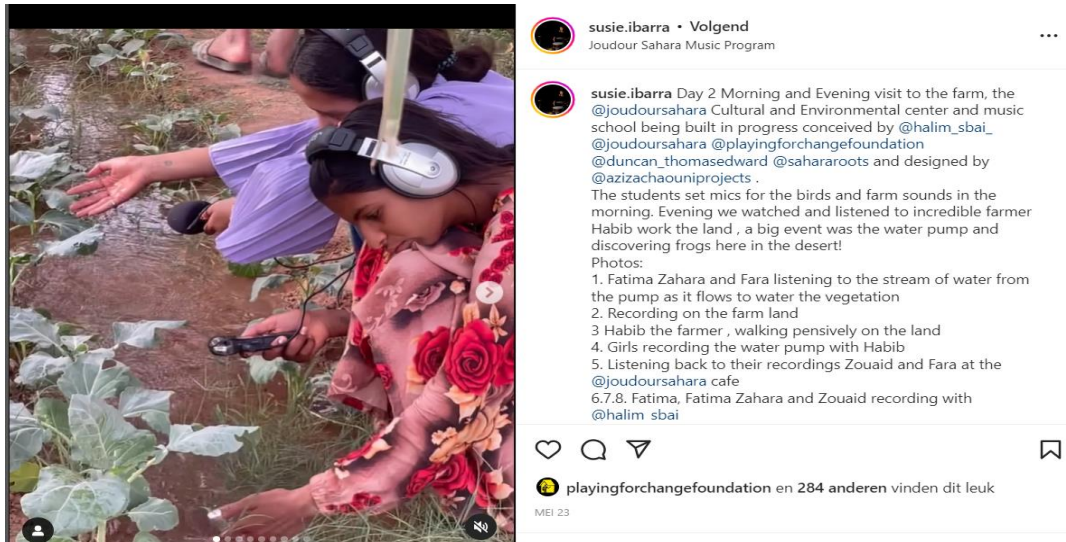 susie.ibarra • Volgend
Joudour Sahara Music Program
susie.ibarra Day 2 Morning and Evening visit to the farm, the
@joudoursahara Cultural and Environmental center and music
school being built in progress conceived by @halim_sbai_
@joudoursahara @playingforchangefoundation
@duncan_thomasedward @sahararoots and designed by
@azizachaouniprojects .
The students set mics for the birds and farm sounds in the
morning. Evening we watched and listened to incredible farmer
Habib work the land , a big event was the water pump and
discovering frogs here in the desert!
Photos:
1. Fatima Zahara and Fara listening to the stream of water from
the pump as it flows to water the vegetation
2. Recording on the farm land
3 Habib the farmer , walking pensively on the land
4. Girls recording the water pump with Habib
5. Listening back to their recordings Zouaid and Fara at the
@joudoursahara cafe
6.7.8. Fatima, Fatima Zahara and Zouaid recording with
@halim_sbai
playingforchangefoundation en 284 anderen vinden dit leuk
MEI 23